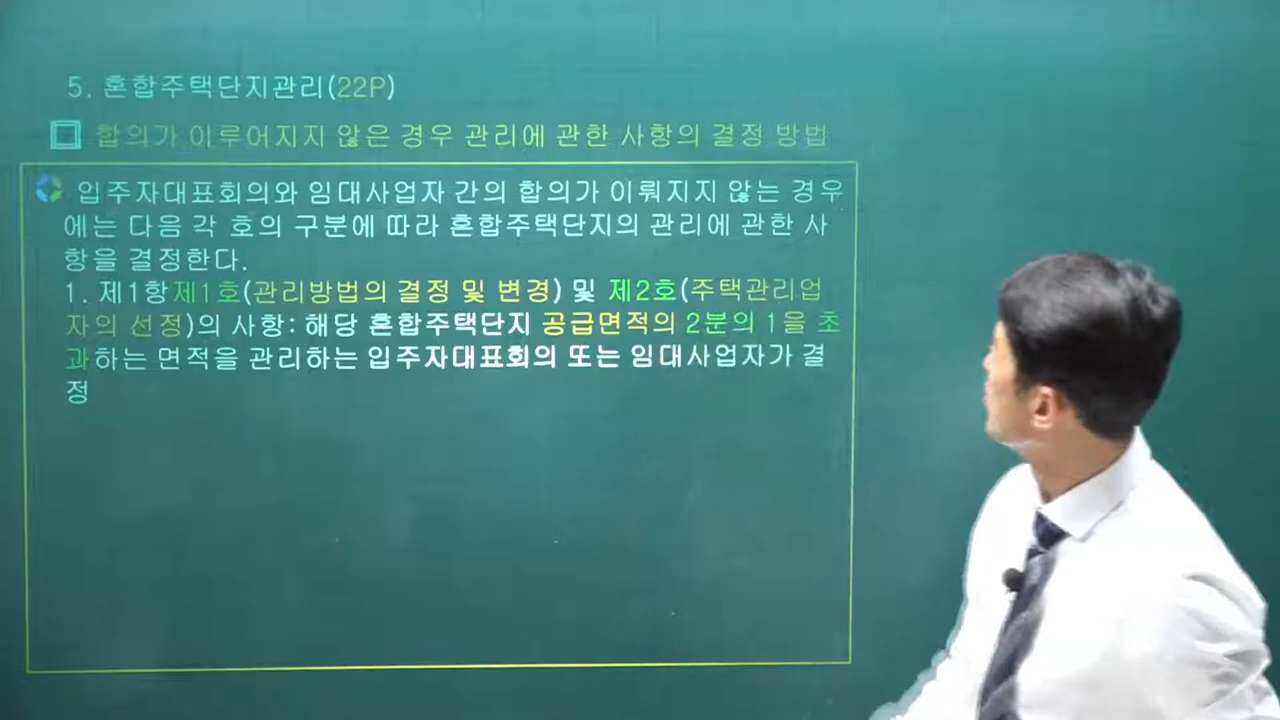 5. 혼합주택단지관리(22P)
합의가 이루어지지 않은 경우 관리에 관한 사항의 결정 방법
입주자대표회의와 임대사업자 간의 합의가 이뤄지지 않는 경우
에는 다음 각 호의 구분에 따라 혼합주택단지의 관리에 관한 사
항을 결정한다.
1. 제1항제1호(관리방법의 결정 및 변경) 및 제2호(주택관리업
자의 선정)의 사항: 해당 혼합주택단지 공급면적의 2분의 1을 초
과하는 면적을 관리하는 입주자대표회의 또는 임대사업자가 결
정